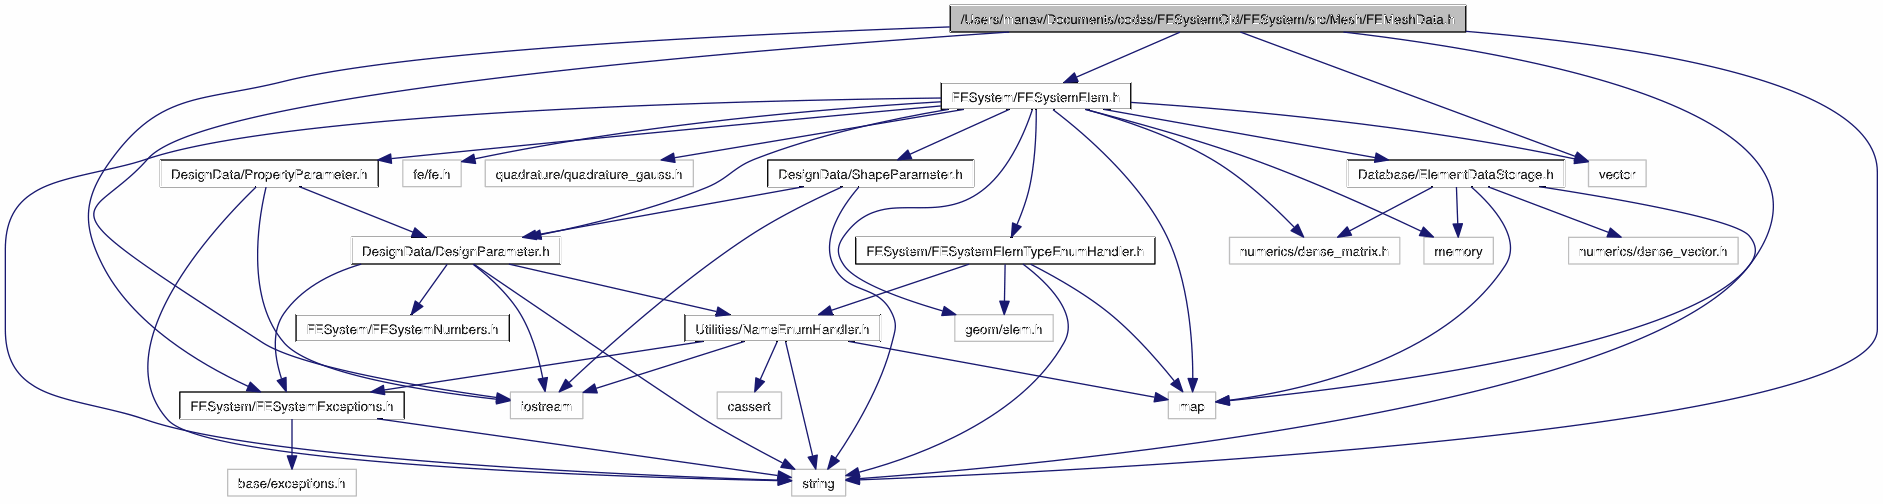 /Users/manav/Documents/codes/FESystemOld/FESystem/src/Mesh/FEMeshData.h
FESystem/FESystemElem.h
DesignData/PropertyParameter.h
fe/fe.h
quadrature/quadrature_gauss.h
DesignData/ShapeParameter.h
Database/ElementDataStorage.h
vector
DesignData/DesignParameter.h
FESystem/FESystemElemTypeEnumHandler.h
numerics/dense_matrix.h
memory
numerics/dense_vector.h
FESystem/FESystemNumbers.h
Utilities/NameEnumHandler.h
geom/elem.h
FESystem/FESystemExceptions.h
iostream
cassert
map
base/exceptions.h
string